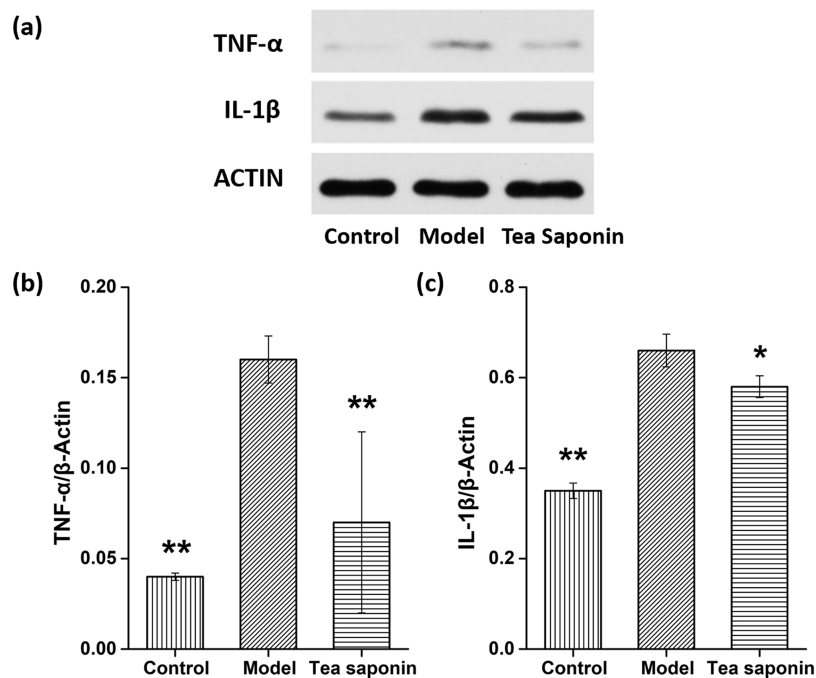 (a)
TNF-α
IL-1β
ACTIN
Control Model Tea Saponin
(b)
TNF-α/β-Actin
0.20
0.15
0.10
0.05
0.00
**
**
Control Model Tea saponin
(c)
IL-1β/β-Actin
0.8
0.6
0.4
0.2
0.0
**
*
Control Model Tea saponin